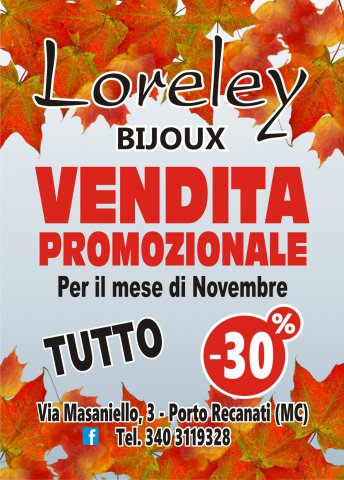 Loreley
BIJOUX
VENDITA
PROMOZIONALE
Per il mese di Novembre
TUTTO -30%
Via Masaniello, 3 - Porto Recanati (MC)
f Tel. 340 3119328